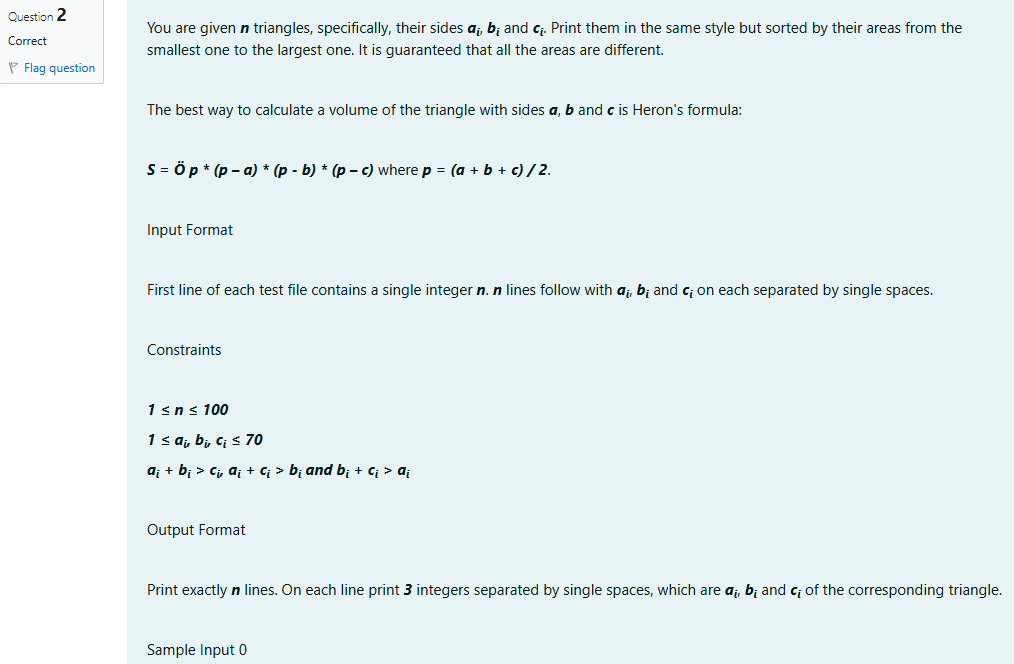 Question 2
Correct
Flag question
You are given n triangles, specifically, their sides aᵢ, bᵢ and cᵢ. Print them in the same style but sorted by their areas from the
smallest one to the largest one. It is guaranteed that all the areas are different.
The best way to calculate a volume of the triangle with sides a, b and c is Heron's formula:
S = Ö p * (p – a) * (p - b) * (p – c) where p = (a + b + c) / 2.
Input Format
First line of each test file contains a single integer n. n lines follow with aᵢ, bᵢ and cᵢ on each separated by single spaces.
Constraints
1 ≤ n ≤ 100
1 ≤ aᵢ, bᵢ, cᵢ ≤ 70
aᵢ + bᵢ > cᵢ, aᵢ + cᵢ > bᵢ and bᵢ + cᵢ > aᵢ
Output Format
Print exactly n lines. On each line print 3 integers separated by single spaces, which are aᵢ, bᵢ and cᵢ of the corresponding triangle.
Sample Input 0